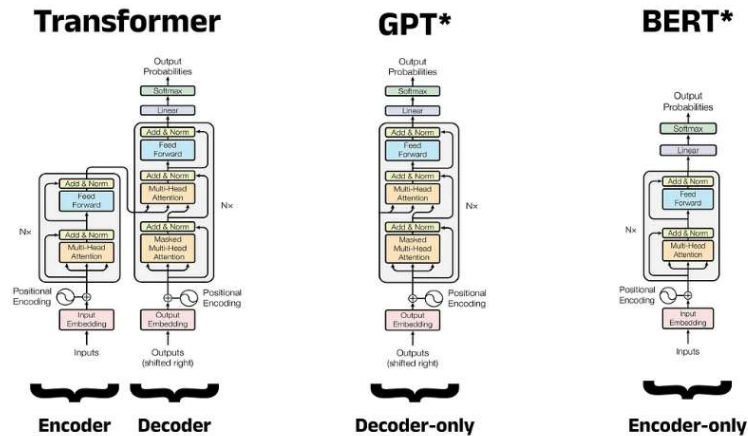 Transformer
Output
Probabilities
Softmax
Linear
Add & Norm
Feed
Forward
Add & Norm
Multi-Head
Attention
Add & Norm
Masked
Multi-Head
Attention
Nx
Add & Norm
Feed
Forward
Nx
Add & Norm
Multi-Head
Attention
Positional
Encoding
Positional
Encoding
Input
Embedding
Output
Embedding
Inputs
Outputs
(shifted right)
Encoder
Decoder
GPT*
Output
Probabilities
Softmax
Linear
Add & Norm
Feed
Forward
Add & Norm
Multi-Head
Attention
Nx
Add & Norm
Masked
Multi-Head
Attention
Positional
Encoding
Output
Embedding
Outputs
(shifted right)
Decoder-only
BERT*
Output
Probabilities
Softmax
Linear
Add & Norm
Feed
Forward
Nx
Add & Norm
Multi-Head
Attention
Positional
Encoding
Input
Embedding
Inputs
Encoder-only